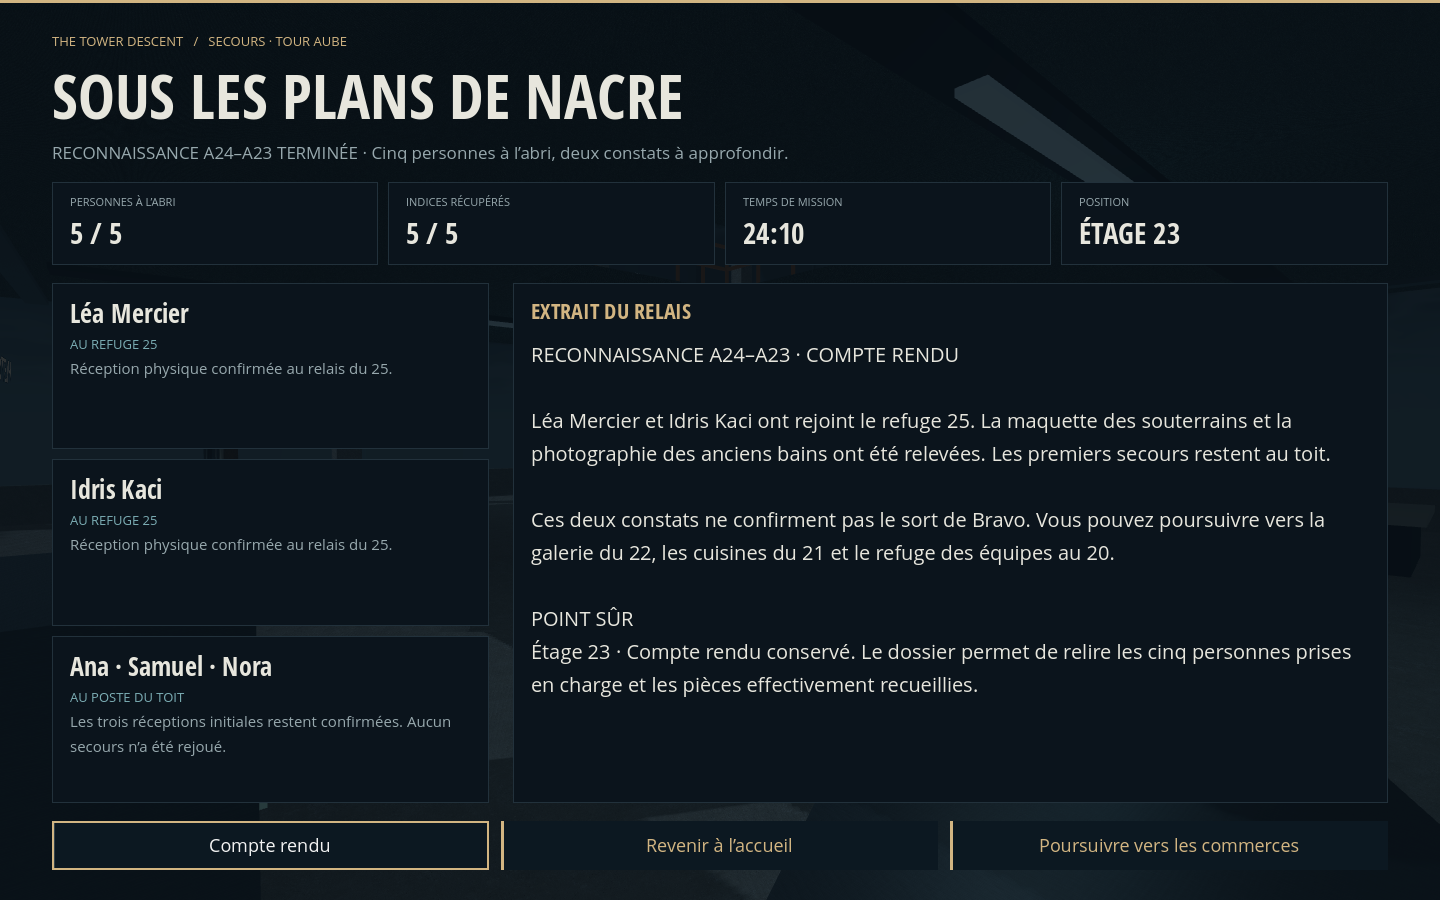 THE TOWER DESCENT / SECOURS · TOUR AUBE
SOUS LES PLANS DE NACRE
RECONNAISSANCE A24–A23 TERMINÉE · Cinq personnes à l’abri, deux constats à approfondir.
PERSONNES À L’ABRI
5 / 5
INDICES RÉCUPÉRÉS
5 / 5
TEMPS DE MISSION
24:10
POSITION
ÉTAGE 23
Léa Mercier
AU REFUGE 25
Réception physique confirmée au relais du 25.
Idris Kaci
AU REFUGE 25
Réception physique confirmée au relais du 25.
Ana · Samuel · Nora
AU POSTE DU TOIT
Les trois réceptions initiales restent confirmées. Aucun
secours n’a été rejoué.
EXTRAIT DU RELAIS
RECONNAISSANCE A24–A23 · COMPTE RENDU
Léa Mercier et Idris Kaci ont rejoint le refuge 25. La maquette des souterrains et la
photographie des anciens bains ont été relevées. Les premiers secours restent au toit.
Ces deux constats ne confirment pas le sort de Bravo. Vous pouvez poursuivre vers la
galerie du 22, les cuisines du 21 et le refuge des équipes au 20.
POINT SÛR
Étage 23 · Compte rendu conservé. Le dossier permet de relire les cinq personnes prises
en charge et les pièces effectivement recueillies.
Compte rendu
Revenir à l’accueil
Poursuivre vers les commerces